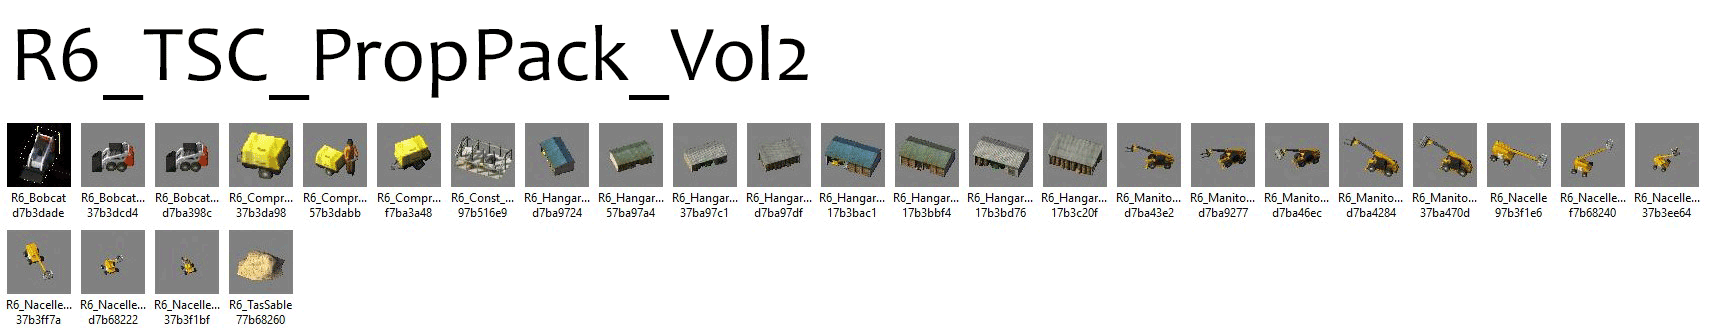 R6_TSC_PropPack_Vol2
R6_Bobcat R6_Bobcat... R6_Bobcat... R6_Compr... R6_Compr... R6_Compr... R6_Const_... R6_Hangar... R6_Hangar... R6_Hangar... R6_Hangar... R6_Hangar... R6_Hangar... R6_Hangar... R6_Hangar... R6_Manito... R6_Manito... R6_Manito... R6_Manito... R6_Manito... R6_Nacelle R6_Nacelle... R6_Nacelle...
d7b3dade 37b3dcd4 d7ba398c 37b3da98 57b3dabb f7ba3a48 97b516e9 d7ba9724 57ba97a4 37ba97c1 d7ba97df 17b3bac1 17b3bbf4 17b3bd76 17b3c20f d7ba43e2 d7ba9277 d7ba46ec d7ba4284 37ba470d 97b3f1e6 f7b68240 37b3ee64
R6_Nacelle... R6_Nacelle... R6_Nacelle... R6_TasSable
37b3ff7a d7b68222 37b3f1bf 77b68260